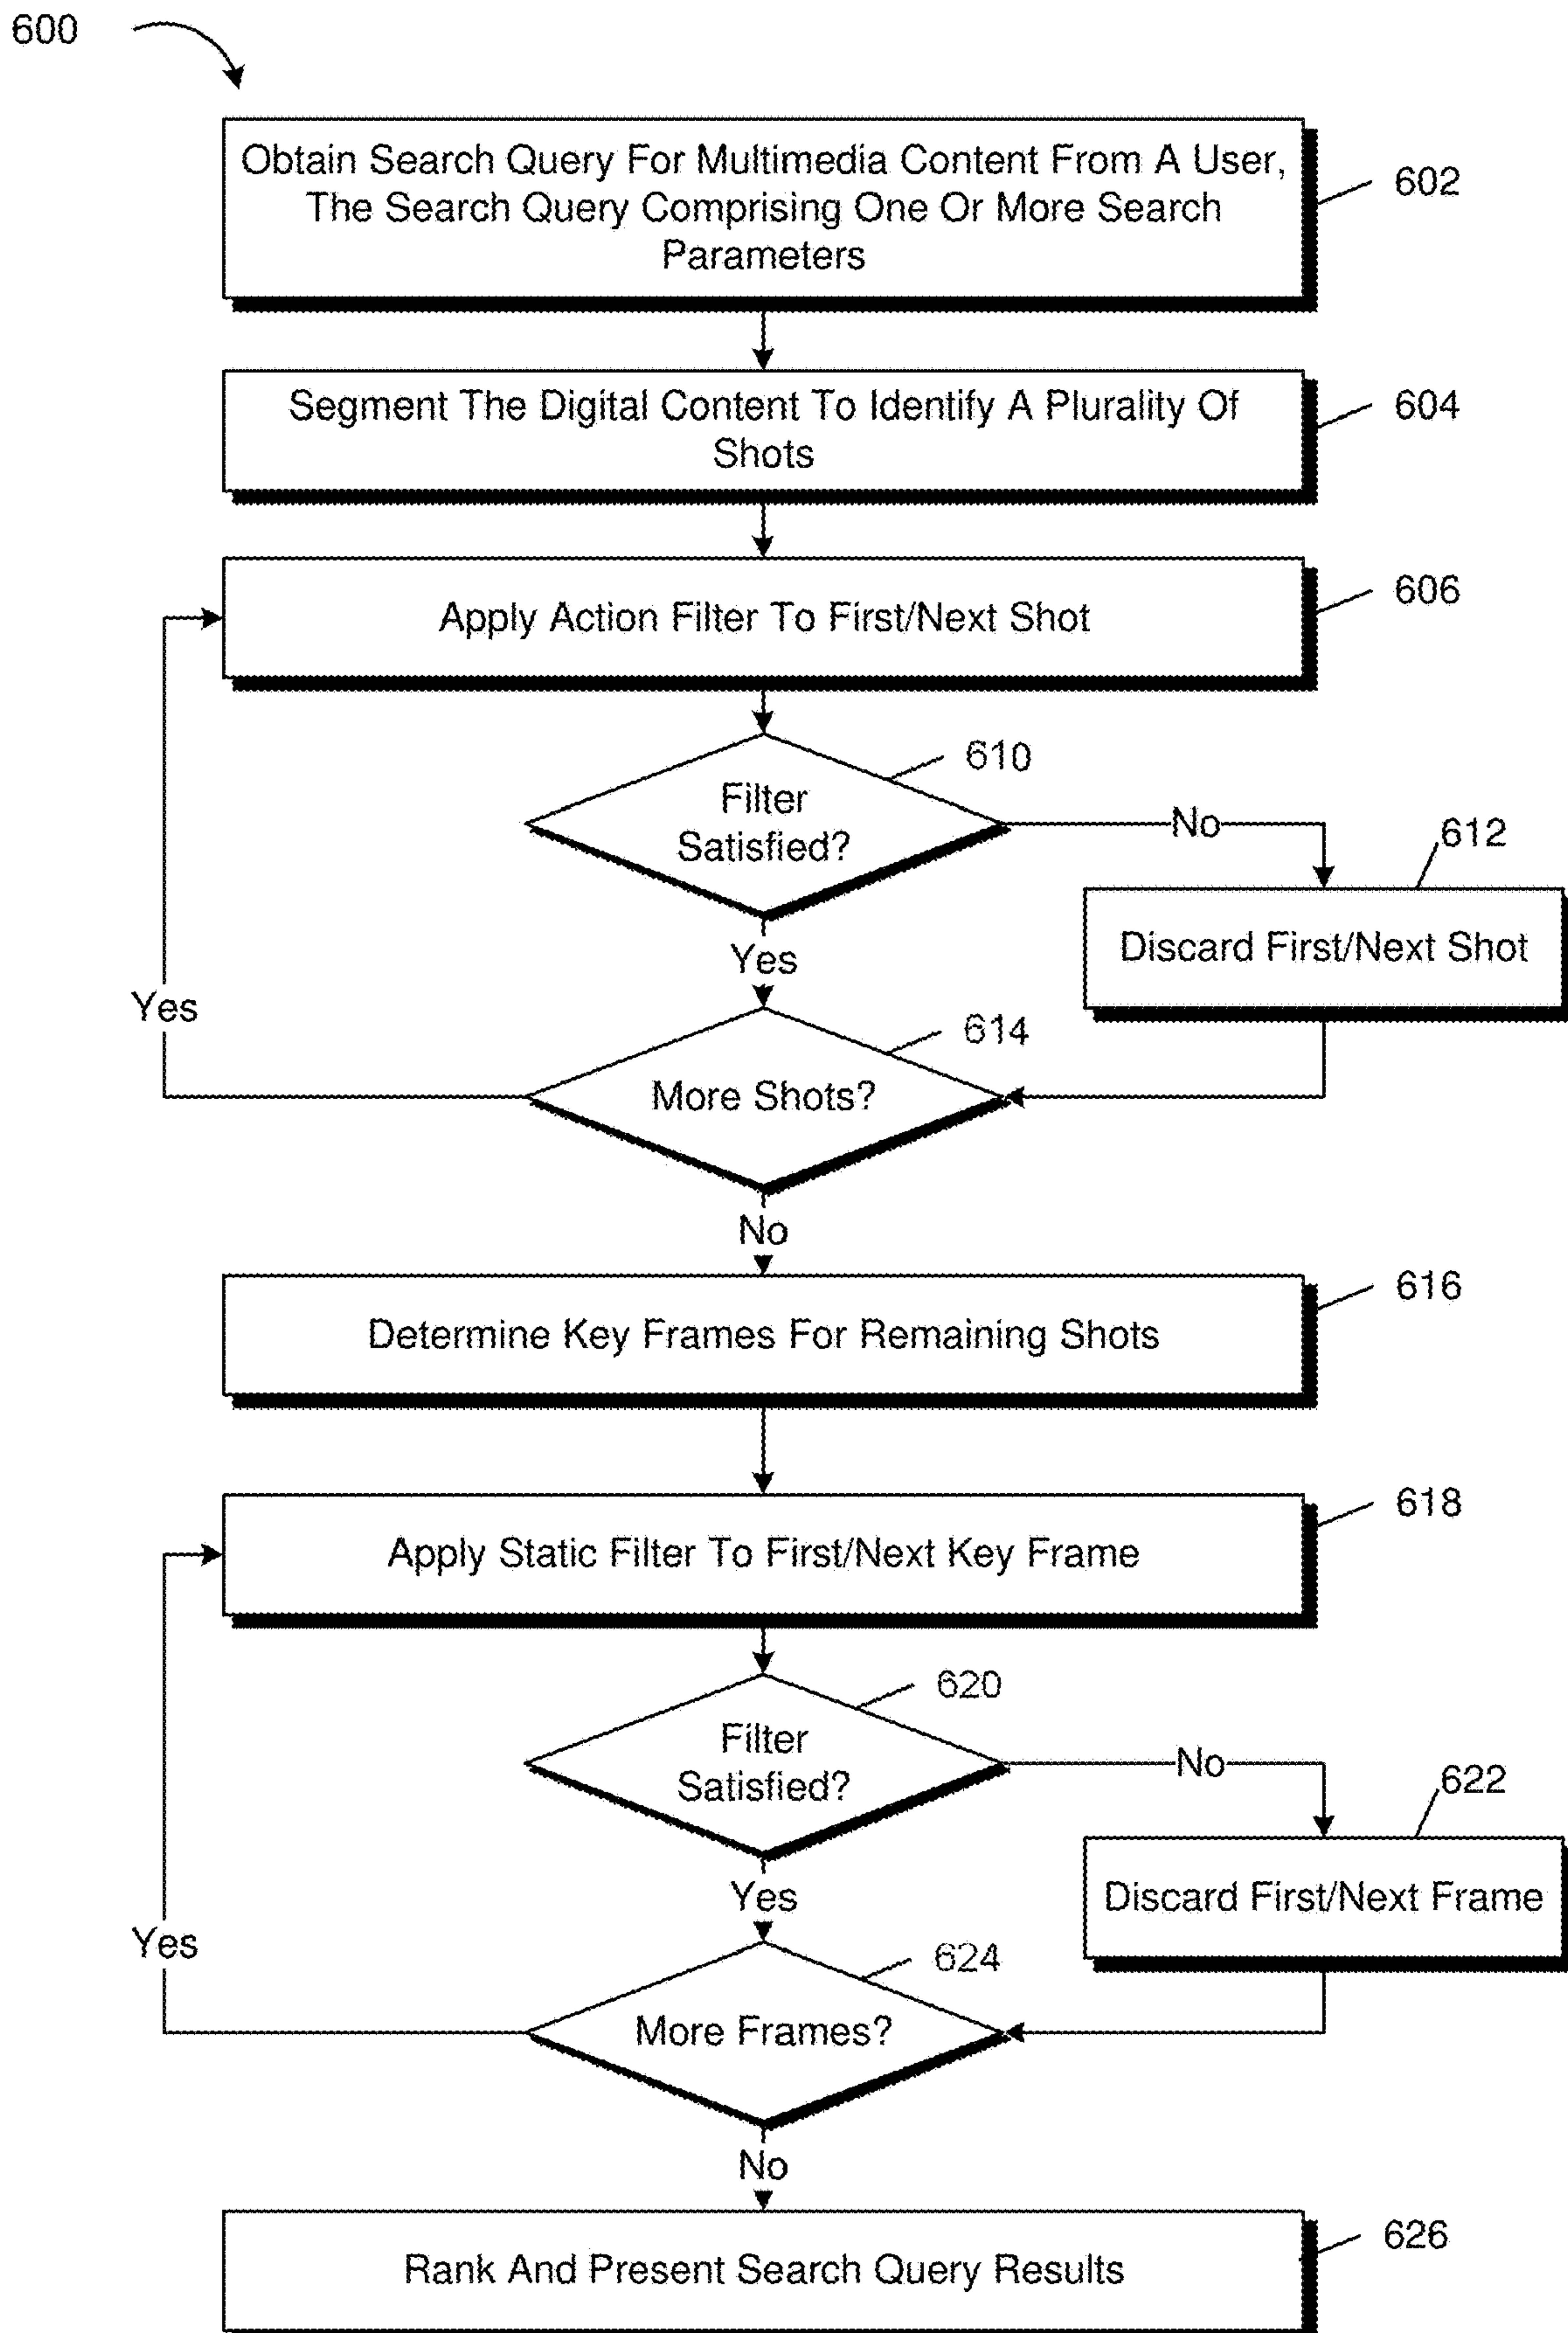 600
Obtain Search Query For Multimedia Content From A User,
The Search Query Comprising One Or More Search
Parameters
602
Segment The Digital Content To Identify A Plurality Of
Shots
604
Apply Action Filter To First/Next Shot
606
610
Filter
Satisfied?
No
612
Discard First/Next Shot
Yes
Yes
614
More Shots?
No
616
Determine Key Frames For Remaining Shots
618
Apply Static Filter To First/Next Key Frame
620
Filter
Satisfied?
No
622
Discard First/Next Frame
Yes
Yes
624
More Frames?
No
626
Rank And Present Search Query Results